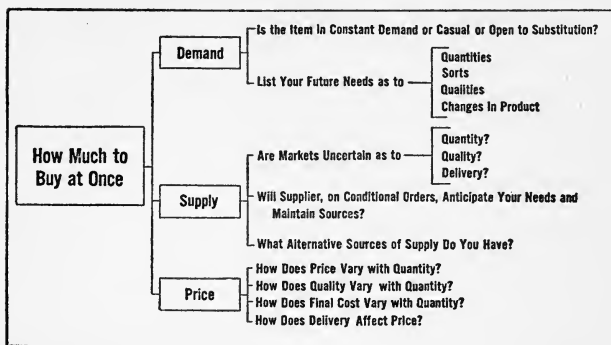 How Much to
Buy at Once
Demand
Is the Item in Constant Demand or Casual or Open to Substitution?
List Your Future Needs as to
Quantities
Sorts
Qualities
Changes in Product
Supply
Are Markets Uncertain as to
Quantity?
Quality?
Delivery?
Will Supplier, on Conditional Orders, Anticipate Your Needs and
Maintain Sources?
What Alternative Sources of Supply Do You Have?
Price
How Does Price Vary with Quantity?
How Does Quality Vary with Quantity?
How Does Final Cost Vary with Quantity?
How Does Delivery Affect Price?